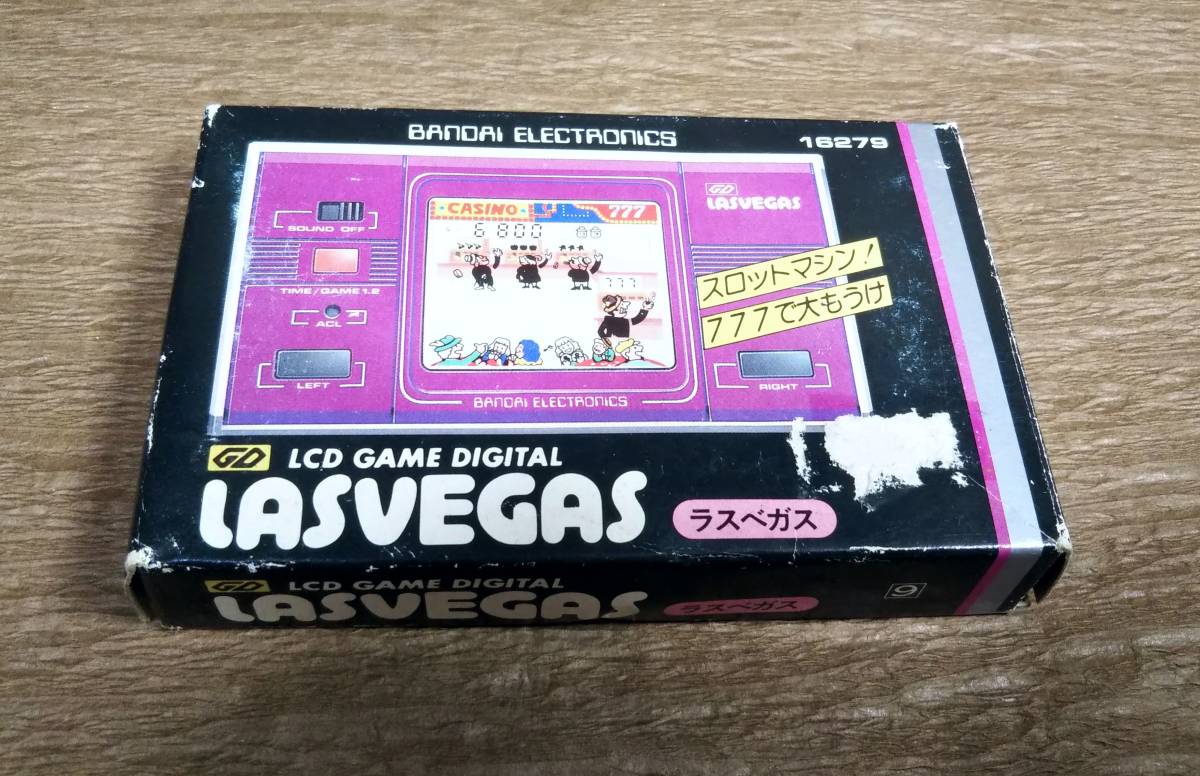 BANDAI ELECTRONICS
16279
GD
LASVEGAS
CASINO
777
6 800
777
SOUND OFF
TIME/GAME 1.2
ACL
LEFT
RIGHT
スロットマシン!
777で大もうけ
BANDAI ELECTRONICS
GD LCD GAME DIGITAL
LASVEGAS ラスベガス
GD LCD GAME DIGITAL
LASVEGAS ラスベガス
9